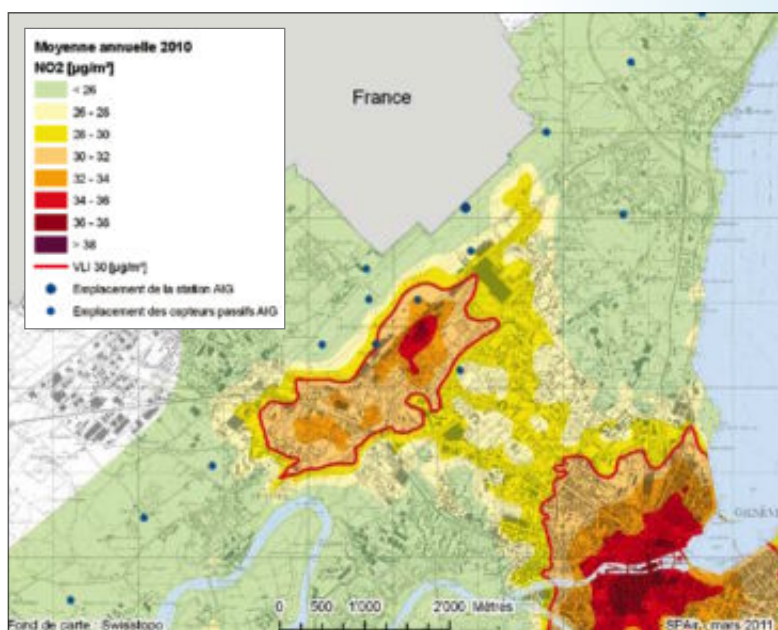 Moyenne annuelle 2010
NO2 [µg/m³]
< 26
26 - 28
28 - 30
30 - 32
32 - 34
34 - 36
36 - 38
> 38
VLI 30 [µg/m³]
Emplacement de la station AIG
Emplacement des capteurs passifs AIG
France
0 500 1'000 2'000 Mètres
Fond de carte : Swisstopo
SPAir, mars 2011